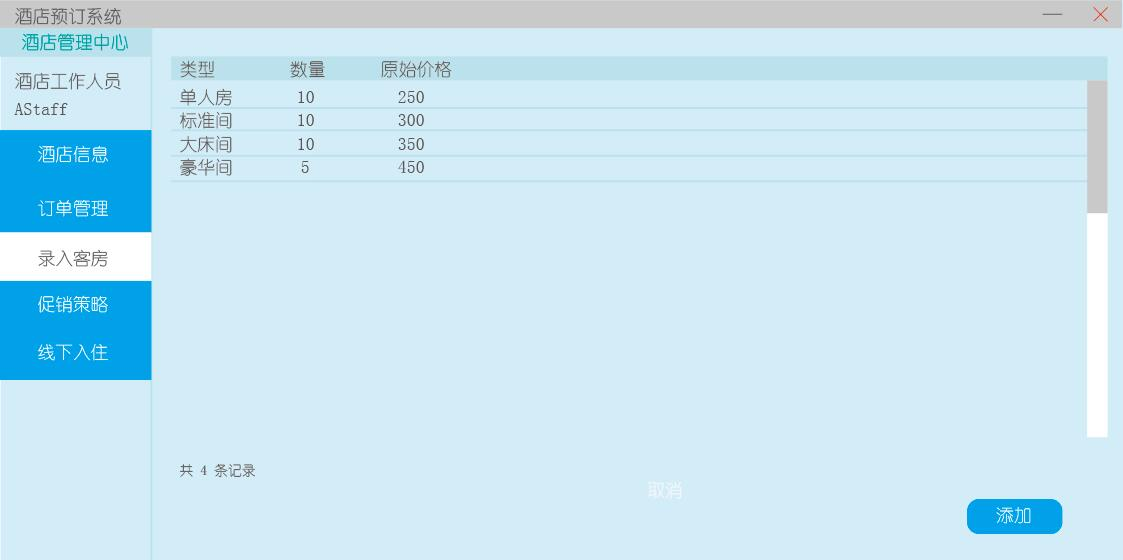 酒店预订系统
酒店管理中心
酒店工作人员
AStaff
酒店信息
订单管理
录入客房
促销策略
线下入住
类型 数量 原始价格
单人房 10 250
标准间 10 300
大床间 10 350
豪华间 5 450
共 4 条记录
取消
添加